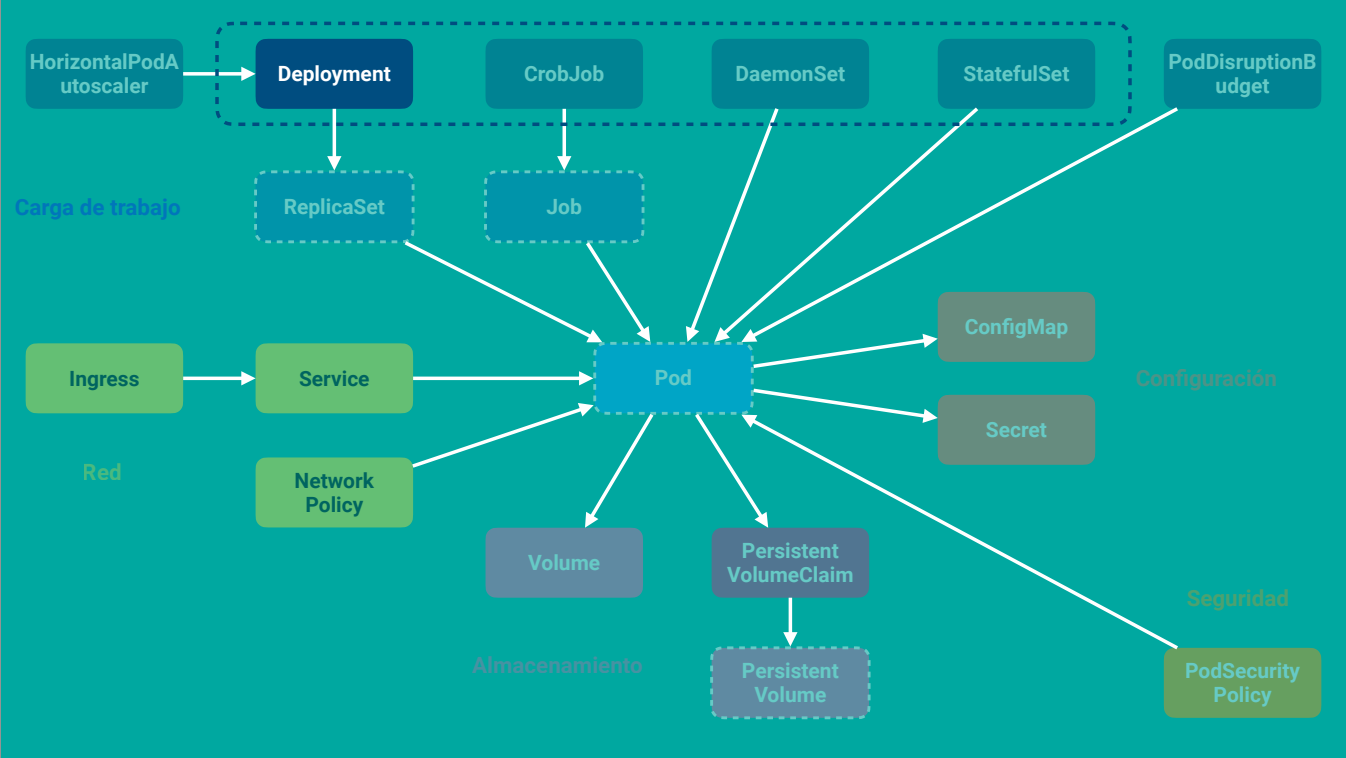 HorizontalPodA
utoscaler
Deployment
CrobJob
DaemonSet
StatefulSet
PodDisruptionB
udget
Carga de trabajo
ReplicaSet
Job
ConfigMap
Ingress
Service
Pod
Configuración
Secret
Red
Network
Policy
Volume
Persistent
VolumeClaim
Seguridad
Almacenamiento
Persistent
Volume
PodSecurity
Policy